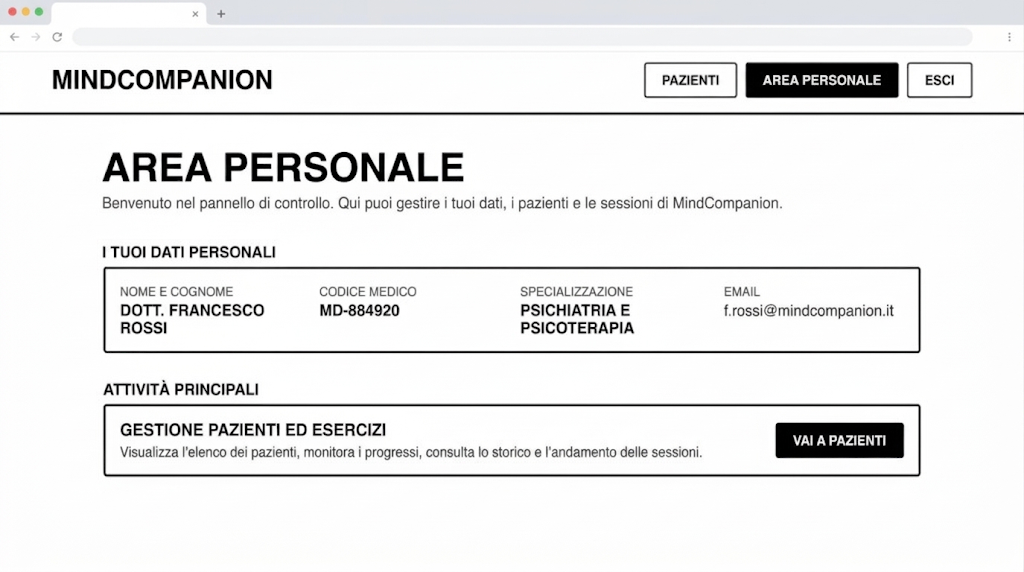 MINDCOMPANION
PAZIENTI
AREA PERSONALE
ESCI
AREA PERSONALE
Benvenuto nel pannello di controllo. Qui puoi gestire i tuoi dati, i pazienti e le sessioni di MindCompanion.
I TUOI DATI PERSONALI
NOME E COGNOME
DOTT. FRANCESCO
ROSSI
CODICE MEDICO
MD-884920
SPECIALIZZAZIONE
PSICHIATRIA E
PSICOTERAPIA
EMAIL
f.rossi@mindcompanion.it
ATTIVITÀ PRINCIPALI
GESTIONE PAZIENTI ED ESERCIZI
Visualizza l'elenco dei pazienti, monitora i progressi, consulta lo storico e l'andamento delle sessioni.
VAI A PAZIENTI